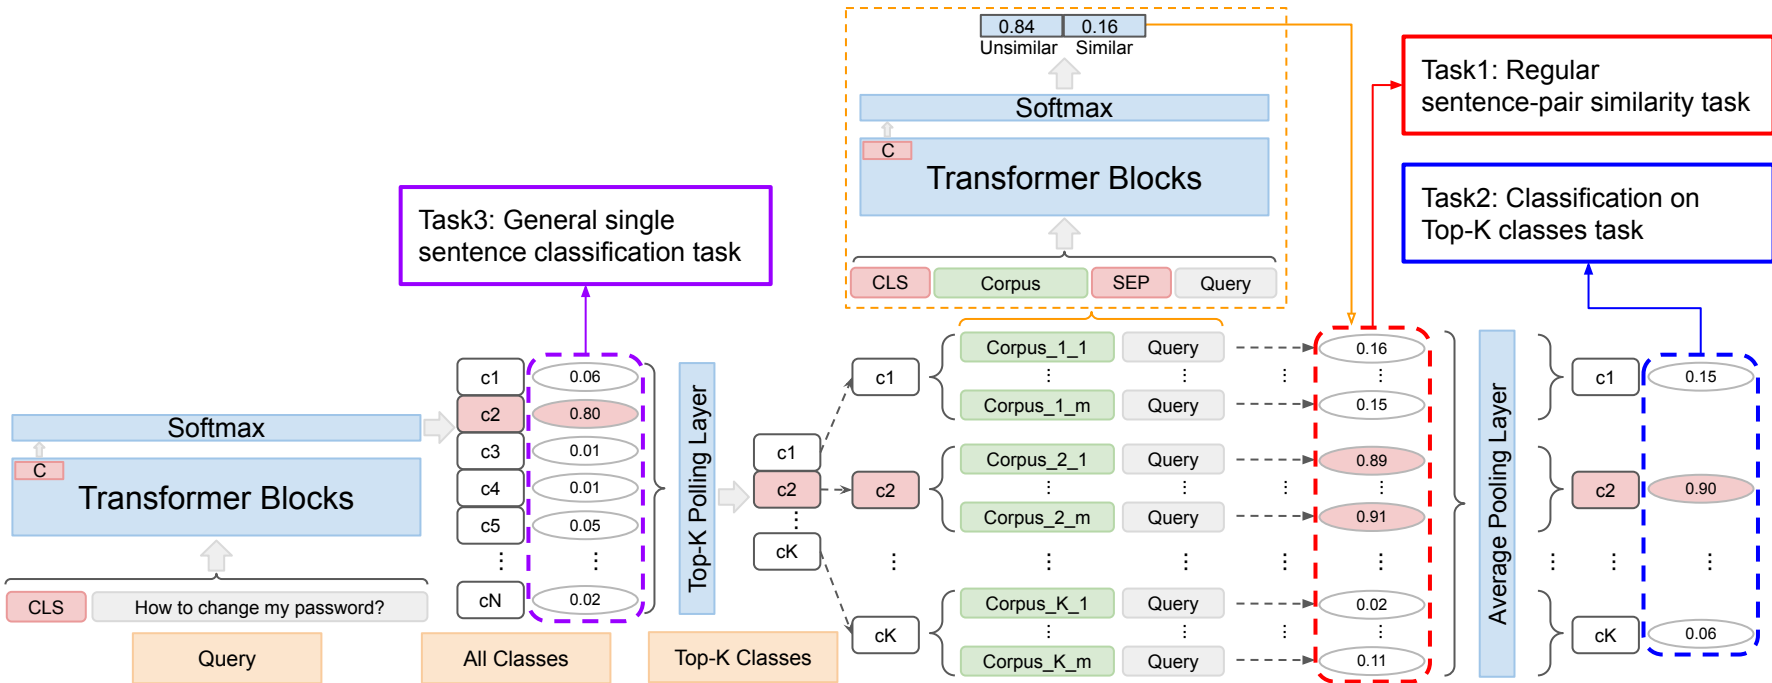 0.84 0.16
Unsimilar Similar
Softmax
C
Transformer Blocks
CLS Corpus SEP Query
Task1: Regular
sentence-pair similarity task
Task2: Classification on
Top-K classes task
Task3: General single
sentence classification task
Softmax
C
Transformer Blocks
CLS How to change my password?
Query
c1 0.06
c2 0.80
c3 0.01
c4 0.01
c5 0.05
⋮ ⋮
cN 0.02
All Classes
Top-K Polling Layer
c1
c2
⋮
cK
Top-K Classes
c1
Corpus_1_1 Query 0.16
⋮ ⋮ ⋮ ⋮
Corpus_1_m Query 0.15
c2
Corpus_2_1 Query 0.89
⋮ ⋮ ⋮ ⋮
Corpus_2_m Query 0.91
⋮ ⋮ ⋮ ⋮ ⋮
cK
Corpus_K_1 Query 0.02
⋮ ⋮ ⋮ ⋮
Corpus_K_m Query 0.11
Average Pooling Layer
c1 0.15
c2 0.90
⋮ ⋮ ⋮
cK 0.06